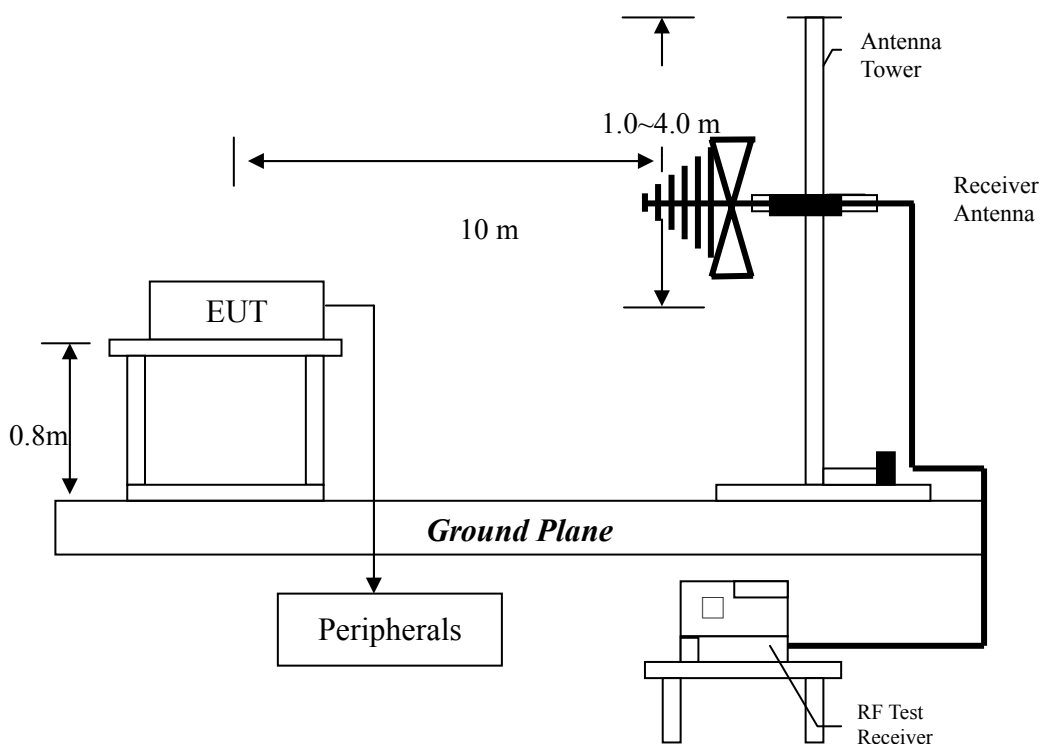 Antenna
Tower
1.0~4.0 m
Receiver
Antenna
10 m
EUT
0.8m
Ground Plane
Peripherals
RF Test
Receiver